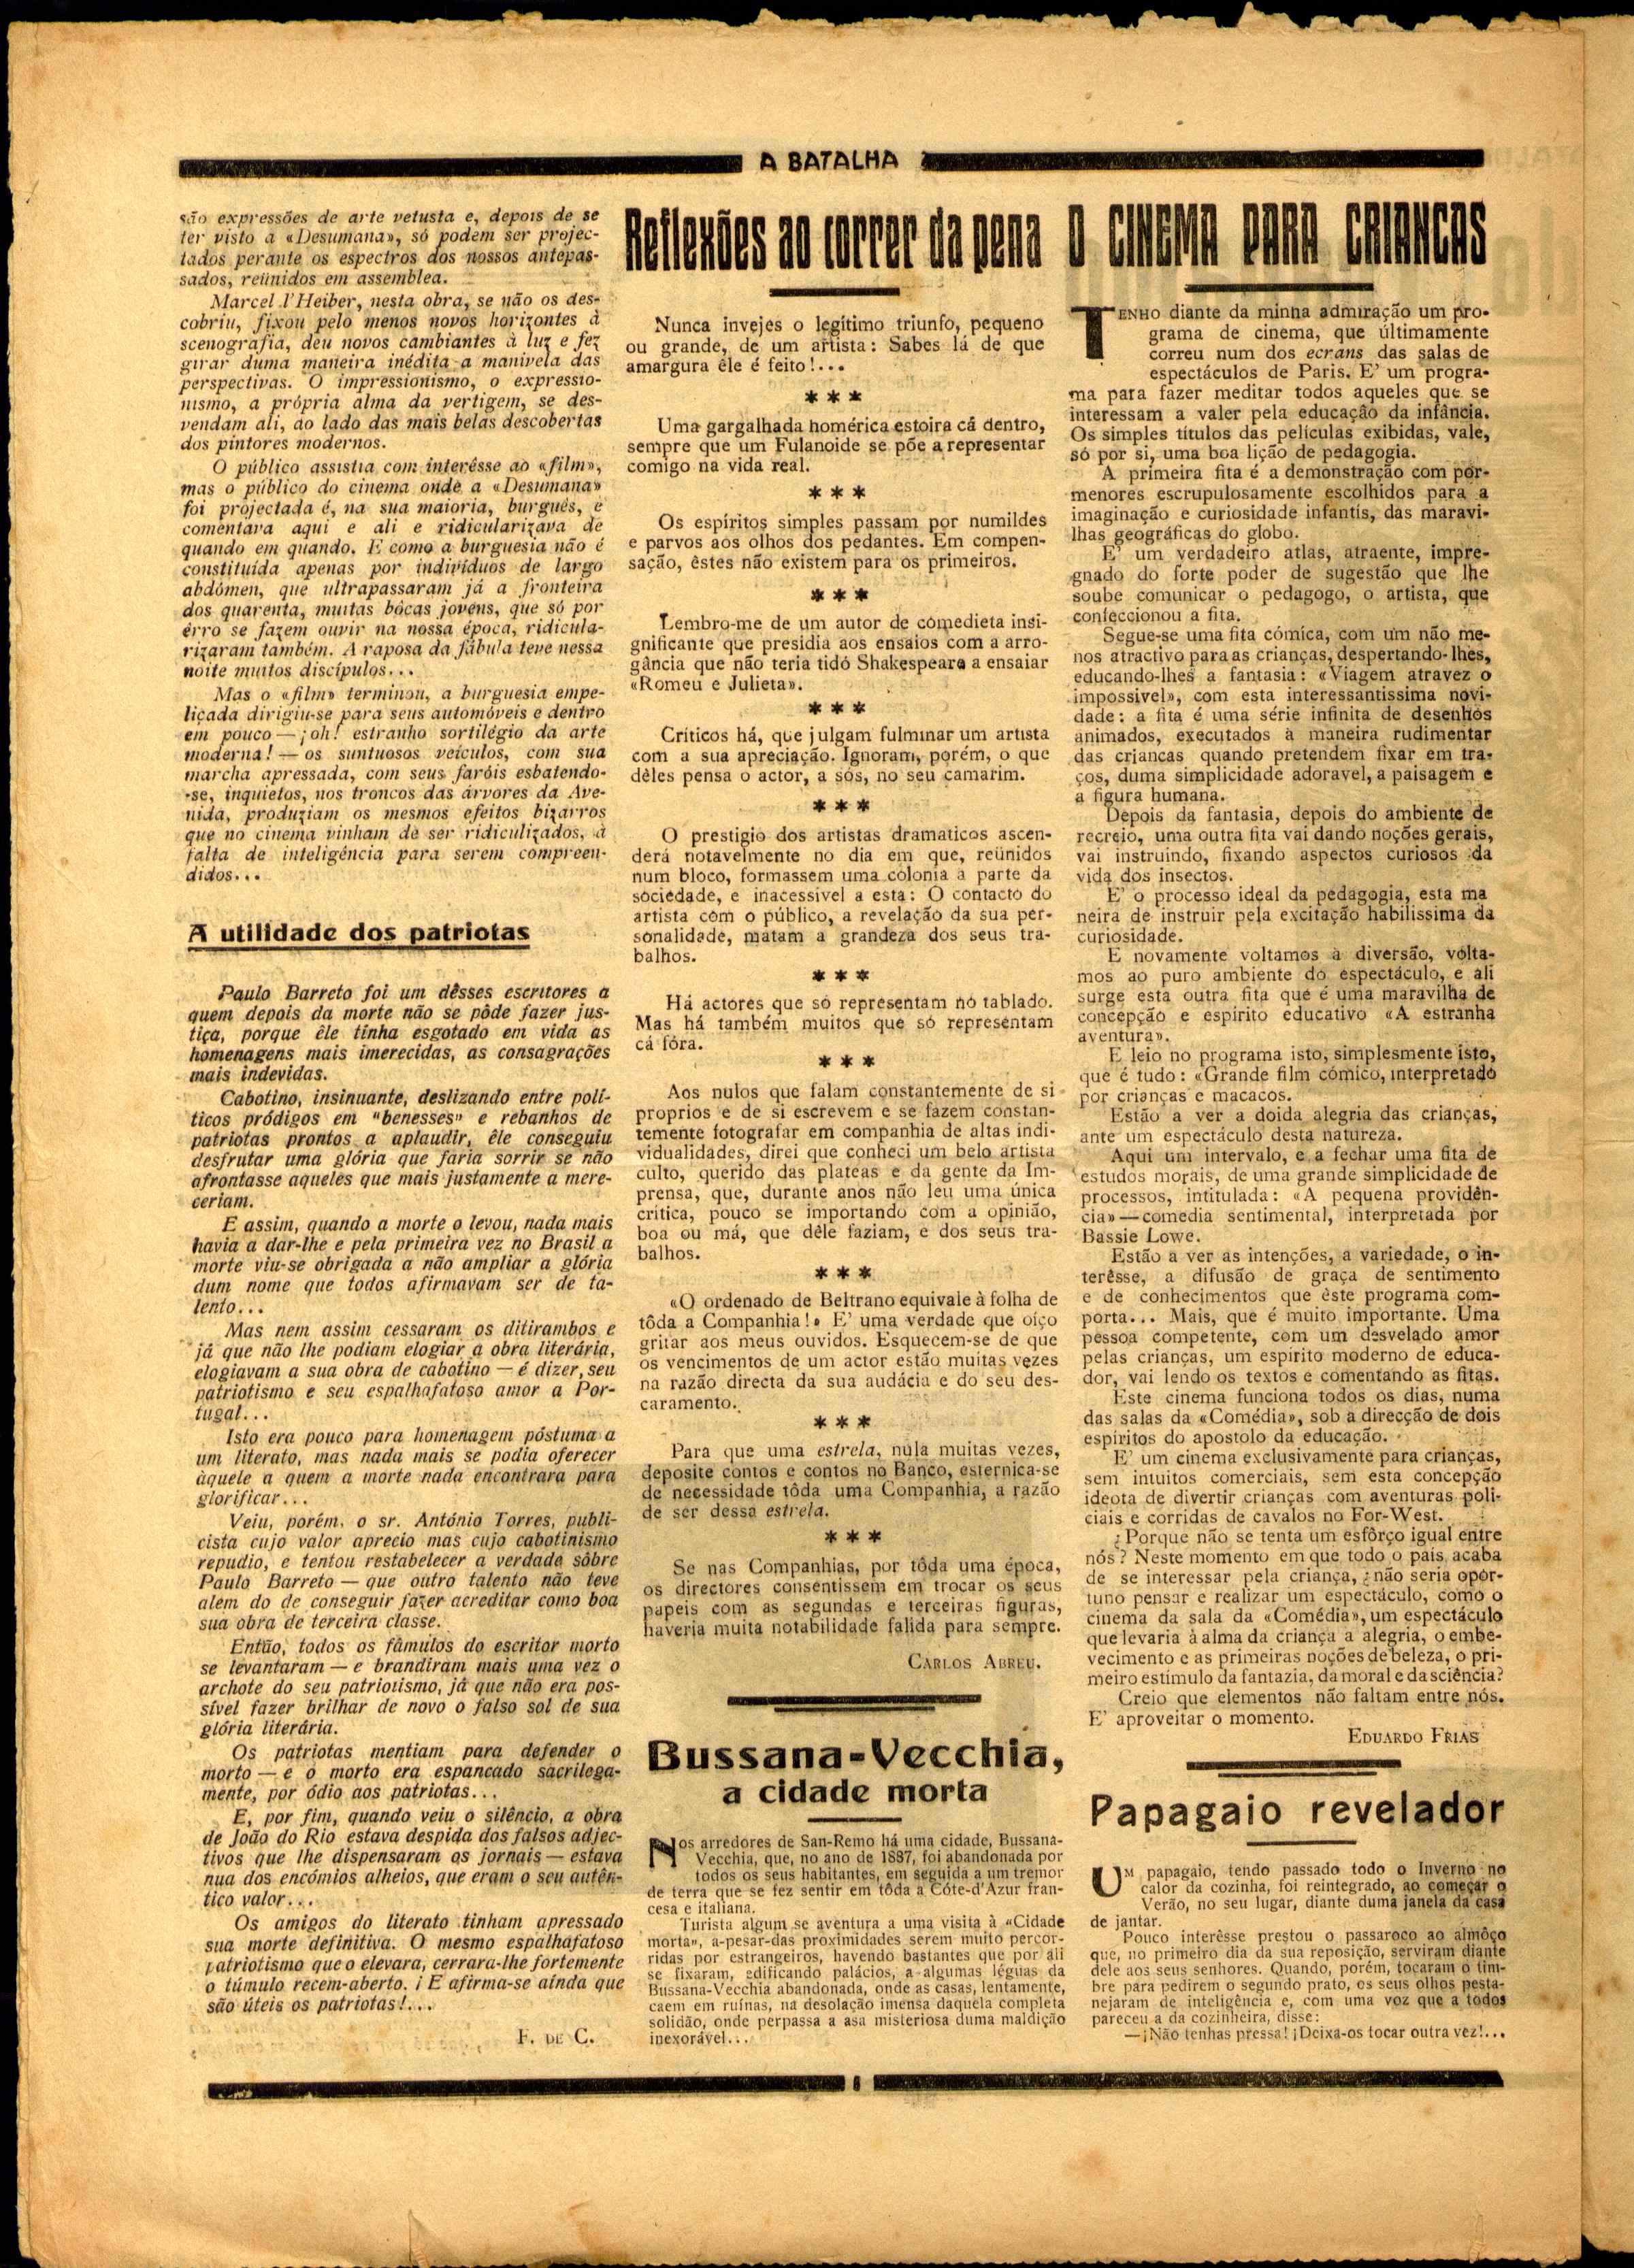 A BATALHA
são expressões de arte vetusta e, depois de se
ter visto a «Desumana», só podem ser projec-
tados perante os espectros dos nossos antepas-
sados, reünidos em assemblea.
Marcel l'Heiber, nesta obra, se não os des-
cobriu, fixou pelo menos novos horizontes à
scenografia, deu novos cambiantes à luz e fez
girar duma maneira inédita a manivela das
perspectivas. O impressionismo, o expressio-
nismo, a própria alma da vertigem, se des-
vendam ali, ao lado das mais belas descobertas
dos pintores modernos.
O público assistia com interêsse ao «film»,
mas o público do cinema onde a «Desumana»
foi projectada é, na sua maioria, burguês, e
comentava aqui e ali e ridicularizava de
quando em quando. E como a burguesia não é
constituída apenas por indivíduos de largo
abdómen, que ultrapassaram já a fronteira
dos quarenta, muitas bôcas jovens, que só por
êrro se fazem ouvir na nossa época, ridicula-
rizaram também. A raposa da fábula teve nessa
noite muitos discípulos...
Mas o «film» terminou, a burguesia empe-
liçada dirigiu-se para seus automóveis e dentro
em pouco — ¡oh! estranho sortilégio da arte
moderna! — os suntuosos veículos, com sua
marcha apressada, com seus faróis esbatendo-
-se, inquietos, nos troncos das árvores da Ave-
nida, produziam os mesmos efeitos bizarros
que no cinema vinham de ser ridiculizados, à
falta de inteligência para serem compreen-
didos...
A utilidade dos patriotas
Paulo Barreto foi um dêsses escritores a
quem depois da morte não se pôde fazer jus-
tiça, porque êle tinha esgotado em vida as
homenagens mais imerecidas, as consagrações
mais indevidas.
Cabotino, insinuante, deslizando entre polí-
ticos pródigos em "benesses" e rebanhos de
patriotas prontos a aplaudir, êle conseguiu
desfrutar uma glória que faria sorrir se não
afrontasse aqueles que mais justamente a mere-
ceriam.
E assim, quando a morte o levou, nada mais
havia a dar-lhe e pela primeira vez no Brasil a
morte viu-se obrigada a não ampliar a glória
dum nome que todos afirmavam ser de ta-
lento...
Mas nem assim cessaram os ditirambos e
já que não lhe podiam elogiar a obra literária,
elogiavam a sua obra de cabotino — é dizer, seu
patriotismo e seu espalhafatoso amor a Por-
tugal...
Isto era pouco para homenagem póstuma a
um literato, mas nada mais se podia oferecer
àquele a quem a morte nada encontrara para
glorificar...
Veiu, porém, o sr. António Torres, publi-
cista cujo valor aprecio mas cujo cabotinismo
repudio, e tentou restabelecer a verdade sôbre
Paulo Barreto — que outro talento não teve
alem do de conseguir fazer acreditar como boa
sua obra de terceira classe.
Então, todos os fâmulos do escritor morto
se levantaram — e brandiram mais uma vez o
archote do seu patriotismo, já que não era pos-
sível fazer brilhar de novo o falso sol de sua
glória literária.
Os patriotas mentiam para defender o
morto — e o morto era espancado sacrilega-
mente, por ódio aos patriotas...
E, por fim, quando veiu o silêncio, a obra
de João do Rio estava despida dos falsos adjec-
tivos que lhe dispensaram os jornais — estava
nua dos encómios alheios, que eram o seu autên-
tico valor...
Os amigos do literato tinham apressado
sua morte definitiva. O mesmo espalhafatoso
patriotismo que o elevara, cerrara-lhe fortemente
o túmulo recem-aberto. ¡ E afirma-se ainda que
são úteis os patriotas!...
F. DE C.
Reflexões ao correr da pena
Nunca invejes o legítimo triunfo, pequeno
ou grande, de um artista: Sabes lá de que
amargura êle é feito!...
* * *
Uma gargalhada homérica estoira cá dentro,
sempre que um Fulanoide se põe a representar
comigo na vida real.
* * *
Os espíritos simples passam por numildes
e parvos aos olhos dos pedantes. Em compen-
sação, êstes não existem para os primeiros.
* * *
Lembro-me de um autor de comedieta insi-
gnificante que presidia aos ensaios com a arro-
gância que não teria tido Shakespeare a ensaiar
«Romeu e Julieta».
* * *
Críticos há, que julgam fulminar um artista
com a sua apreciação. Ignoram, porém, o que
dêles pensa o actor, a sós, no seu camarim.
* * *
O prestigio dos artistas dramaticos ascen-
derá notavelmente no dia em que, reünidos
num bloco, formassem uma colonia à parte da
sociedade, e inacessivel a esta: O contacto do
artista com o público, a revelação da sua per-
sonalidade, matam a grandeza dos seus tra-
balhos.
* * *
Há actores que só representam no tablado.
Mas há também muitos que só representam
cá fóra.
* * *
Aos nulos que falam constantemente de si
proprios e de si escrevem e se fazem constan-
temente fotografar em companhia de altas indi-
vidualidades, direi que conheci um belo artista
culto, querido das plateas e da gente da Im-
prensa, que, durante anos não leu uma única
crítica, pouco se importando com a opinião,
boa ou má, que dêle faziam, e dos seus tra-
balhos.
* * *
«O ordenado de Beltrano equivale à folha de
tôda a Companhia!» E' uma verdade que oiço
gritar aos meus ouvidos. Esquecem-se de que
os vencimentos de um actor estão muitas vezes
na razão directa da sua audácia e do seu des-
caramento.
* * *
Para que uma estrela, nula muitas vezes,
deposite contos e contos no Banco, esternica-se
de necessidade tôda uma Companhia, a razão
de ser dessa estrela.
* * *
Se nas Companhias, por tôda uma época,
os directores consentissem em trocar os seus
papeis com as segundas e terceiras figuras,
haveria muita notabilidade falida para sempre.
CARLOS ABREU.
Bussana-Vecchia,
a cidade morta
Nos arredores de San-Remo há uma cidade, Bussana-
Vecchia, que, no ano de 1887, foi abandonada por
todos os seus habitantes, em seguida a um tremor
de terra que se fez sentir em tôda a Côte-d'Azur fran-
cesa e italiana.
Turista algum se aventura a uma visita à «Cidade
morta», a-pesar-das proximidades serem muito percor-
ridas por estrangeiros, havendo bastantes que por ali
se fixaram, edificando palácios, a algumas léguas da
Bussana-Vecchia abandonada, onde as casas, lentamente,
caem em ruínas, na desolação imensa daquela completa
solidão, onde perpassa a asa misteriosa duma maldição
inexorável...
O CINEMA PARA CRIANCAS
TENHO diante da minha admiração um pro-
grama de cinema, que últimamente
correu num dos ecrans das salas de
espectáculos de Paris. E' um progra-
ma para fazer meditar todos aqueles que se
interessam a valer pela educação da infância.
Os simples títulos das películas exibidas, vale,
só por si, uma boa lição de pedagogia.
A primeira fita é a demonstração com por-
menores escrupulosamente escolhidos para a
imaginação e curiosidade infantis, das maravi-
lhas geográficas do globo.
E' um verdadeiro atlas, atraente, impre-
gnado do forte poder de sugestão que lhe
soube comunicar o pedagogo, o artista, que
confeccionou a fita.
Segue-se uma fita cómica, com um não me-
nos atractivo para as crianças, despertando-lhes,
educando-lhes a fantasia: «Viagem atravez o
impossivel», com esta interessantissima novi-
dade: a fita é uma série infinita de desenhos
animados, executados à maneira rudimentar
das criancas quando pretendem fixar em tra-
ços, duma simplicidade adoravel, a paisagem e
a figura humana.
Depois da fantasia, depois do ambiente de
recreio, uma outra fita vai dando noções gerais,
vai instruindo, fixando aspectos curiosos da
vida dos insectos.
E' o processo ideal da pedagogia, esta ma
neira de instruir pela excitação habilissima da
curiosidade.
E novamente voltamos à diversão, volta-
mos ao puro ambiente do espectáculo, e ali
surge esta outra fita que é uma maravilha de
concepção e espirito educativo «A estranha
aventura».
E leio no programa isto, simplesmente isto,
que é tudo: «Grande film cómico, interpretado
por crianças e macacos.
Estão a ver a doida alegria das crianças,
ante um espectáculo desta natureza.
Aqui um intervalo, e a fechar uma fita de
estudos morais, de uma grande simplicidade de
processos, intitulada: «A pequena providên-
cia» — comedia sentimental, interpretada por
Bassie Lowe.
Estão a ver as intenções, a variedade, o in-
terêsse, a difusão de graça de sentimento
e de conhecimentos que êste programa com-
porta... Mais, que é muito importante. Uma
pessoa competente, com um desvelado amor
pelas crianças, um espirito moderno de educa-
dor, vai lendo os textos e comentando as fitas.
Este cinema funciona todos os dias, numa
das salas da «Comédia», sob a direcção de dois
espíritos do apostolo da educação.
E' um cinema exclusivamente para crianças,
sem intuitos comerciais, sem esta concepção
ideota de divertir crianças com aventuras poli-
ciais e corridas de cavalos no For-West.
¿Porque não se tenta um esfôrço igual entre
nós? Neste momento em que todo o país acaba
de se interessar pela criança, ¿não seria opor-
tuno pensar e realizar um espectáculo, como o
cinema da sala da «Comédia», um espectáculo
que levaria à alma da criança a alegria, o embe-
vecimento e as primeiras noções de beleza, o pri-
meiro estimulo da fantazia, da moral e da sciência?
Creio que elementos não faltam entre nós.
E' aproveitar o momento.
EDUARDO FRIAS
Papagaio revelador
UM papagaio, tendo passado todo o Inverno no
calor da cozinha, foi reintegrado, ao começar o
Verão, no seu lugar, diante duma janela da casa
de jantar.
Pouco interêsse prestou o passaroco ao almôço
que, no primeiro dia da sua reposição, serviram diante
dele aos seus senhores. Quando, porém, tocaram o tim-
bre para pedirem o segundo prato, os seus olhos pesta-
nejaram de inteligência e, com uma voz que a todos
pareceu a da cozinheira, disse:
—¡Não tenhas pressa! ¡Deixa-os tocar outra vez!...